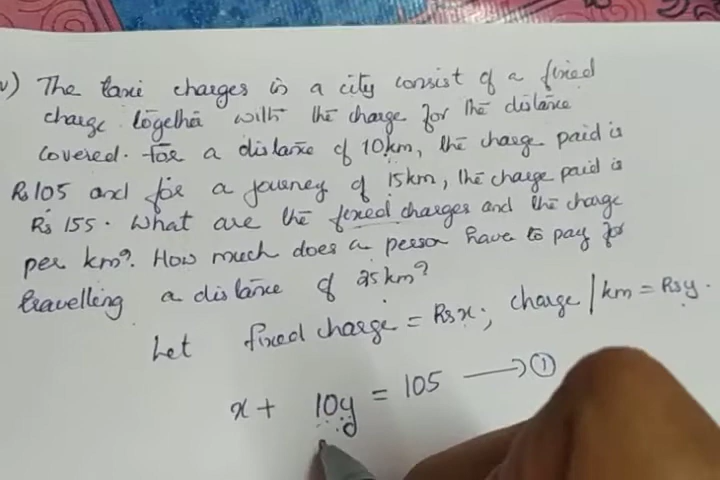 v) The taxi charges in a city consist of a fixed
charge together with the charge for the distance
covered. For a distance of 10km, the charge paid is
Rs105 and for a journey of 15km, the charge paid is
Rs 155. What are the fixed charges and the charge
per km? How much does a person have to pay for
travelling a distance of 25km?
Let fixed charge = Rsx; charge/km = Rsy.
x + 10y = 105 ⟶ ①